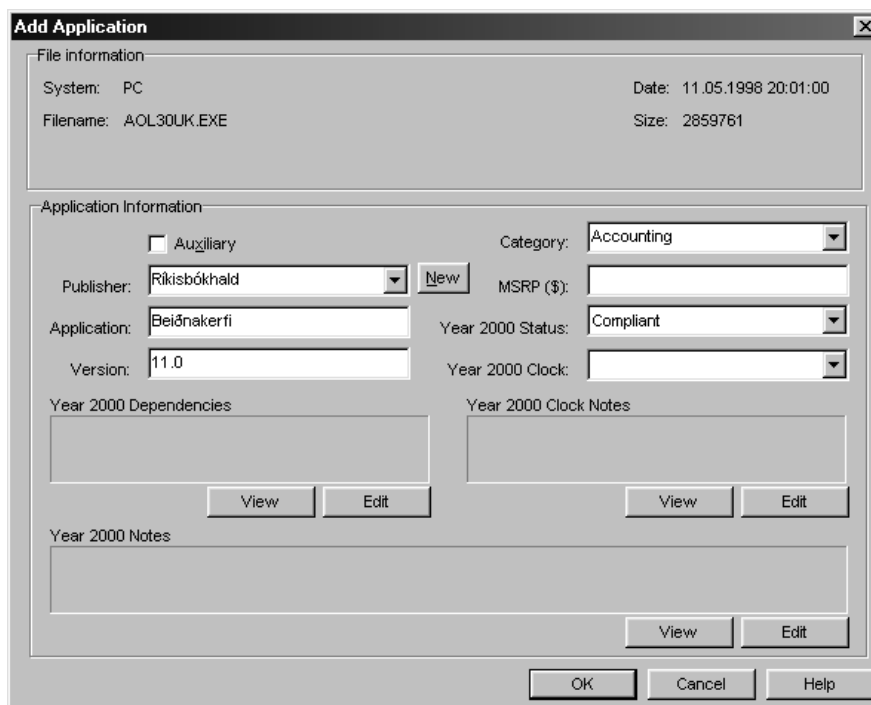 Add Application
File information
System: PC Date: 11.05.1998 20:01:00
Filename: AOL30UK.EXE Size: 2859761
Application Information
Auxiliary Category: Accounting
Publisher: Ríkisbókhald New MSRP ($):
Application: Beiðnakerfi Year 2000 Status: Compliant
Version: 11.0 Year 2000 Clock:
Year 2000 Dependencies Year 2000 Clock Notes
View Edit View Edit
Year 2000 Notes
View Edit
OK Cancel Help